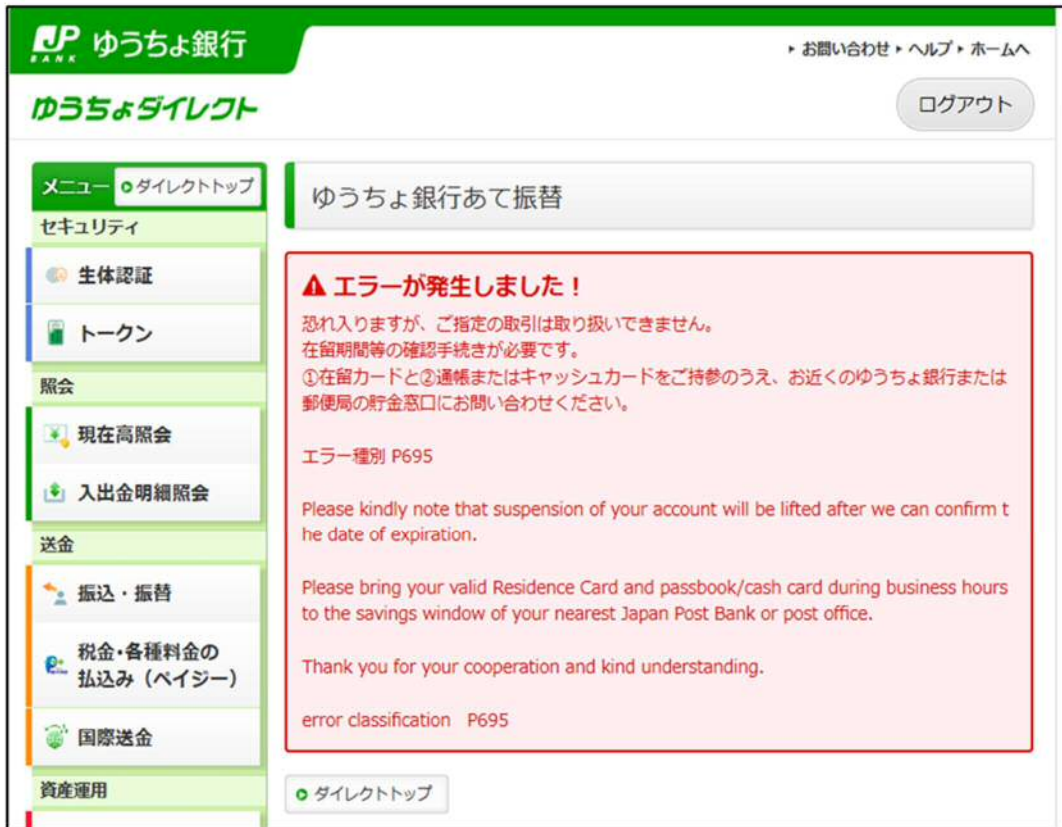 JP BANK ゆうちょ銀行
お問い合わせ ヘルプ ホームへ
ゆうちょダイレクト
ログアウト
メニュー ダイレクトトップ
セキュリティ
生体認証
トークン
照会
現在高照会
入出金明細照会
送金
振込・振替
税金・各種料金の
払込み（ペイジー）
国際送金
資産運用
ゆうちょ銀行あて振替
エラーが発生しました！
恐れ入りますが、ご指定の取引は取り扱いできません。
在留期間等の確認手続きが必要です。
①在留カードと②通帳またはキャッシュカードをご持参のうえ、お近くのゆうちょ銀行または
郵便局の貯金窓口にお問い合わせください。
エラー種別 P695
Please kindly note that suspension of your account will be lifted after we can confirm t
he date of expiration.
Please bring your valid Residence Card and passbook/cash card during business hours
to the savings window of your nearest Japan Post Bank or post office.
Thank you for your cooperation and kind understanding.
error classification P695
ダイレクトトップ